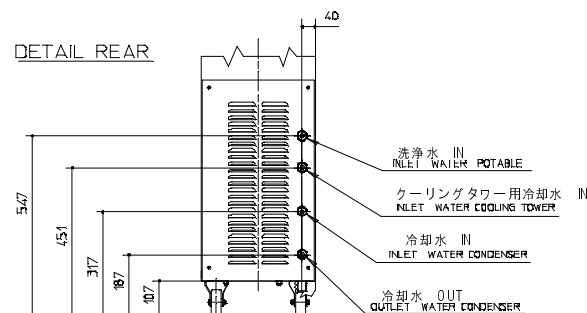 40
DETAIL REAR
洗浄水 IN
INLET WATER POTABLE
クーリングタワー用冷却水 IN
INLET WATER COOLING TOWER
冷却水 IN
INLET WATER CONDENSER
冷却水 OUT
OUTLET WATER CONDENSER
547
451
317
187
107